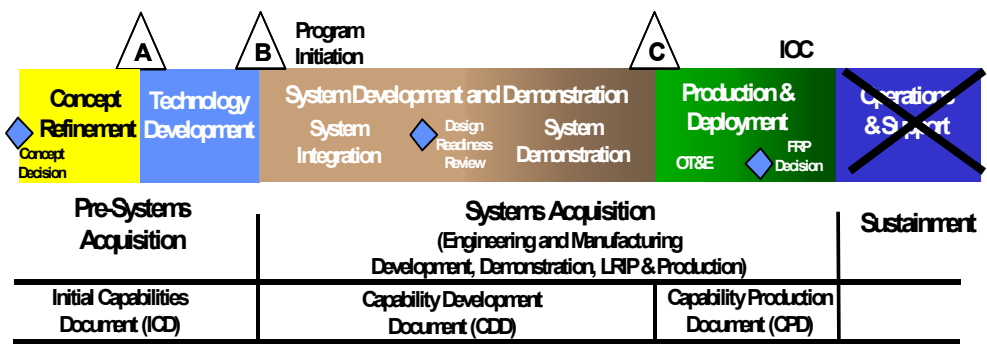 A
B
Program
Initiation
C
IOC
Concept
Refinement
Concept
Decision
Technology
Development
System Development and Demonstration
System
Integration
Design
Readiness
Review
System
Demonstration
Production &
Deployment
OT&E
FRP
Decision
Operations
& Support
Pre-Systems
Acquisition
Systems Acquisition
(Engineering and Manufacturing
Development, Demonstration, LRIP & Production)
Sustainment
Initial Capabilities
Document (ICD)
Capability Development
Document (CDD)
Capability Production
Document (CPD)